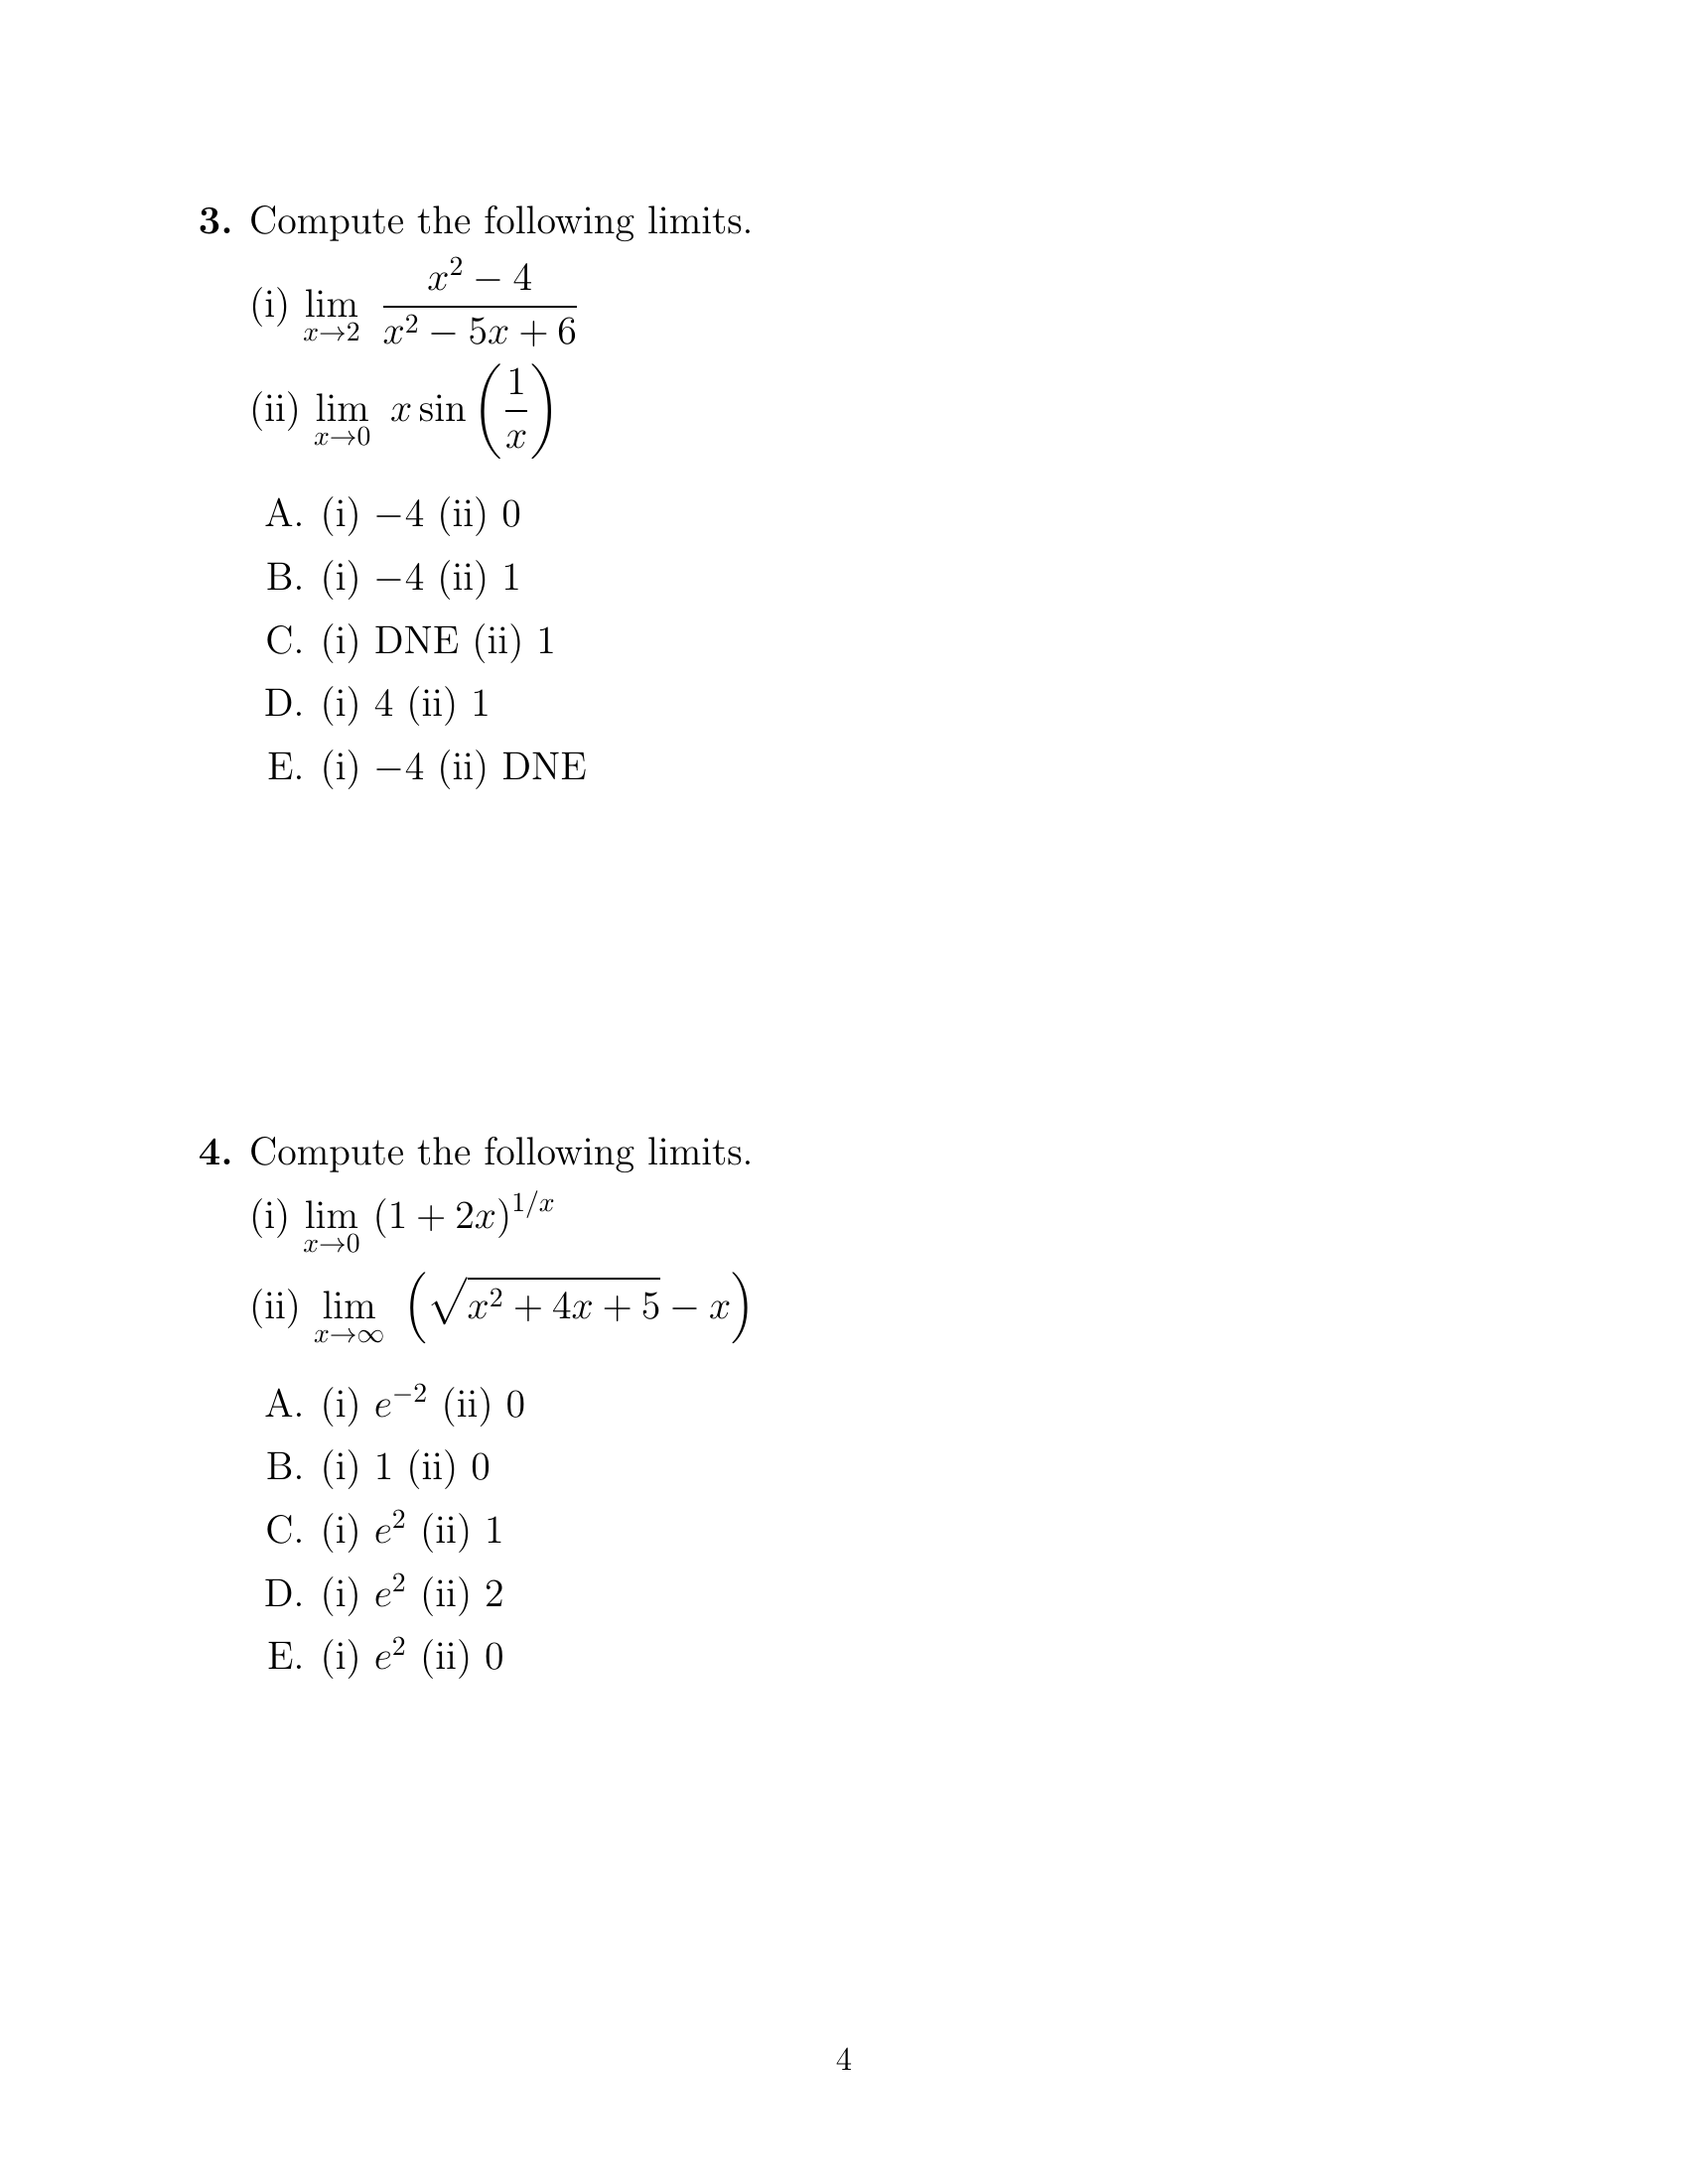 3. Compute the following limits.
(i) \lim_{x \to 2} \frac{x^2 - 4}{x^2 - 5x + 6}
(ii) \lim_{x \to 0} x \sin \left( \frac{1}{x} \right)
A. (i) −4 (ii) 0
B. (i) −4 (ii) 1
C. (i) DNE (ii) 1
D. (i) 4 (ii) 1
E. (i) −4 (ii) DNE
4. Compute the following limits.
(i) \lim_{x \to 0} (1 + 2x)^{1/x}
(ii) \lim_{x \to \infty} \left( \sqrt{x^2 + 4x + 5} - x \right)
A. (i) e^{-2} (ii) 0
B. (i) 1 (ii) 0
C. (i) e^2 (ii) 1
D. (i) e^2 (ii) 2
E. (i) e^2 (ii) 0
4